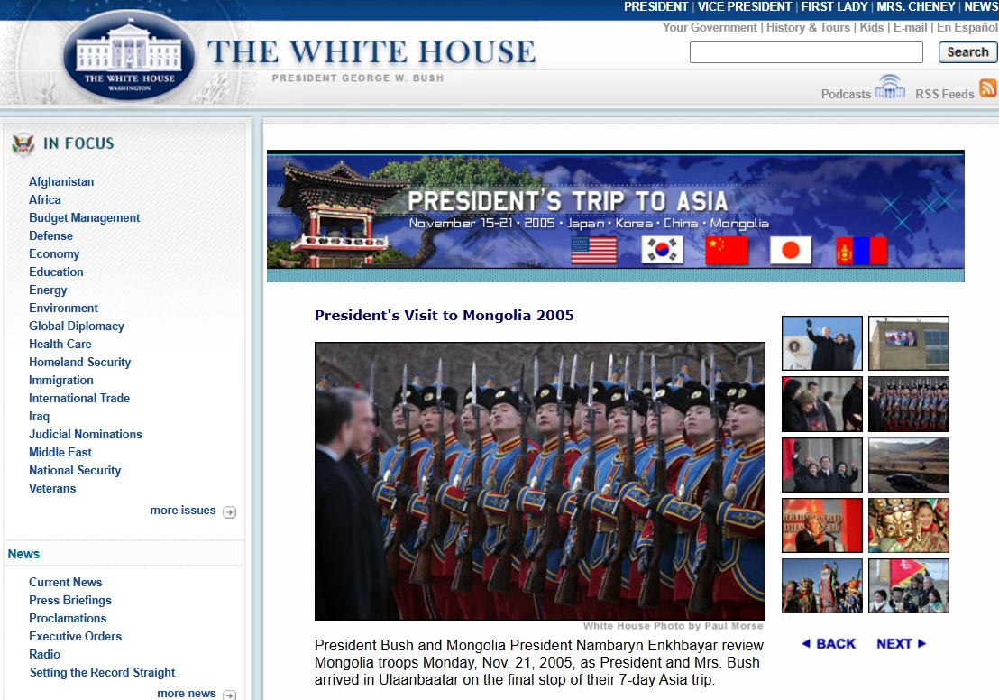 PRESIDENT | VICE PRESIDENT | FIRST LADY | MRS. CHENEY | NEWS
Your Government | History & Tours | Kids | E-mail | En Español
THE WHITE HOUSE
WASHINGTON
THE WHITE HOUSE
PRESIDENT GEORGE W. BUSH
Search
Podcasts
RSS Feeds
IN FOCUS
Afghanistan
Africa
Budget Management
Defense
Economy
Education
Energy
Environment
Global Diplomacy
Health Care
Homeland Security
Immigration
International Trade
Iraq
Judicial Nominations
Middle East
National Security
Veterans
more issues
News
Current News
Press Briefings
Proclamations
Executive Orders
Radio
Setting the Record Straight
more news
PRESIDENT'S TRIP TO ASIA
November 15-21 • 2005 • Japan • Korea • China • Mongolia
President's Visit to Mongolia 2005
White House Photo by Paul Morse
President Bush and Mongolia President Nambaryn Enkhbayar review
Mongolia troops Monday, Nov. 21, 2005, as President and Mrs. Bush
arrived in Ulaanbaatar on the final stop of their 7-day Asia trip.
BACK
NEXT